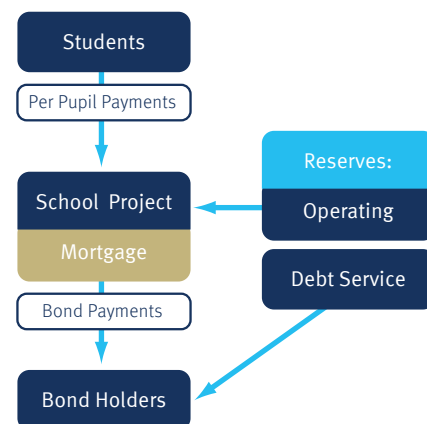 Students
Per Pupil Payments
Reserves:
School Project
Operating
Mortgage
Debt Service
Bond Payments
Bond Holders